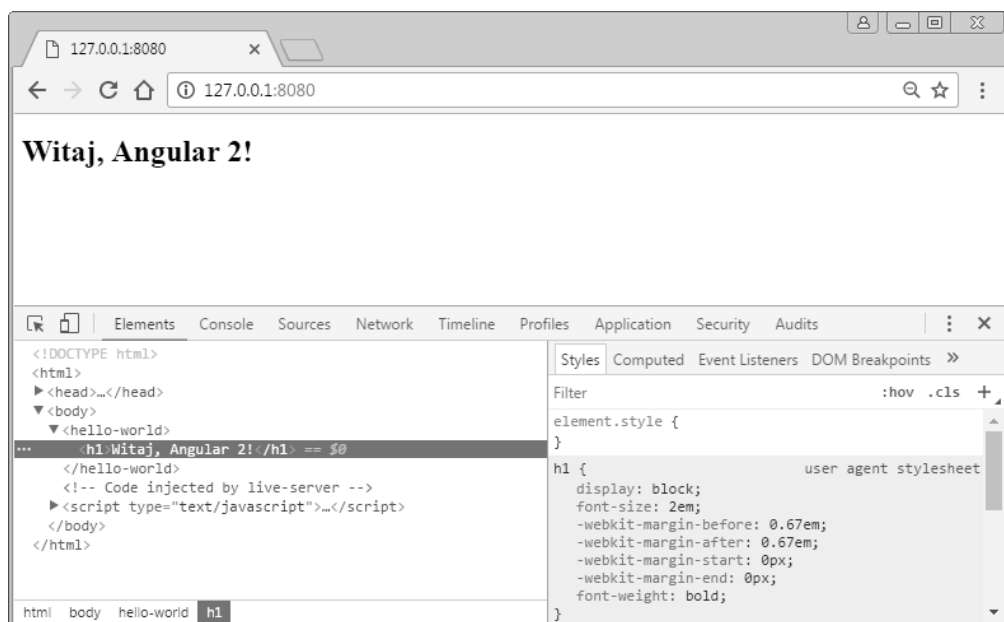 127.0.0.1:8080
127.0.0.1:8080
Witaj, Angular 2!
Elements Console Sources Network Timeline Profiles Application Security Audits
<!DOCTYPE html>
<html>
<head>…</head>
<body>
<hello-world>
<h1>Witaj, Angular 2!</h1> == $0
</hello-world>
<!-- Code injected by live-server -->
<script type="text/javascript">…</script>
</body>
</html>
html body hello-world h1
Styles Computed Event Listeners DOM Breakpoints »
Filter :hov .cls +
element.style {
}
h1 { user agent stylesheet
display: block;
font-size: 2em;
-webkit-margin-before: 0.67em;
-webkit-margin-after: 0.67em;
-webkit-margin-start: 0px;
-webkit-margin-end: 0px;
font-weight: bold;
}